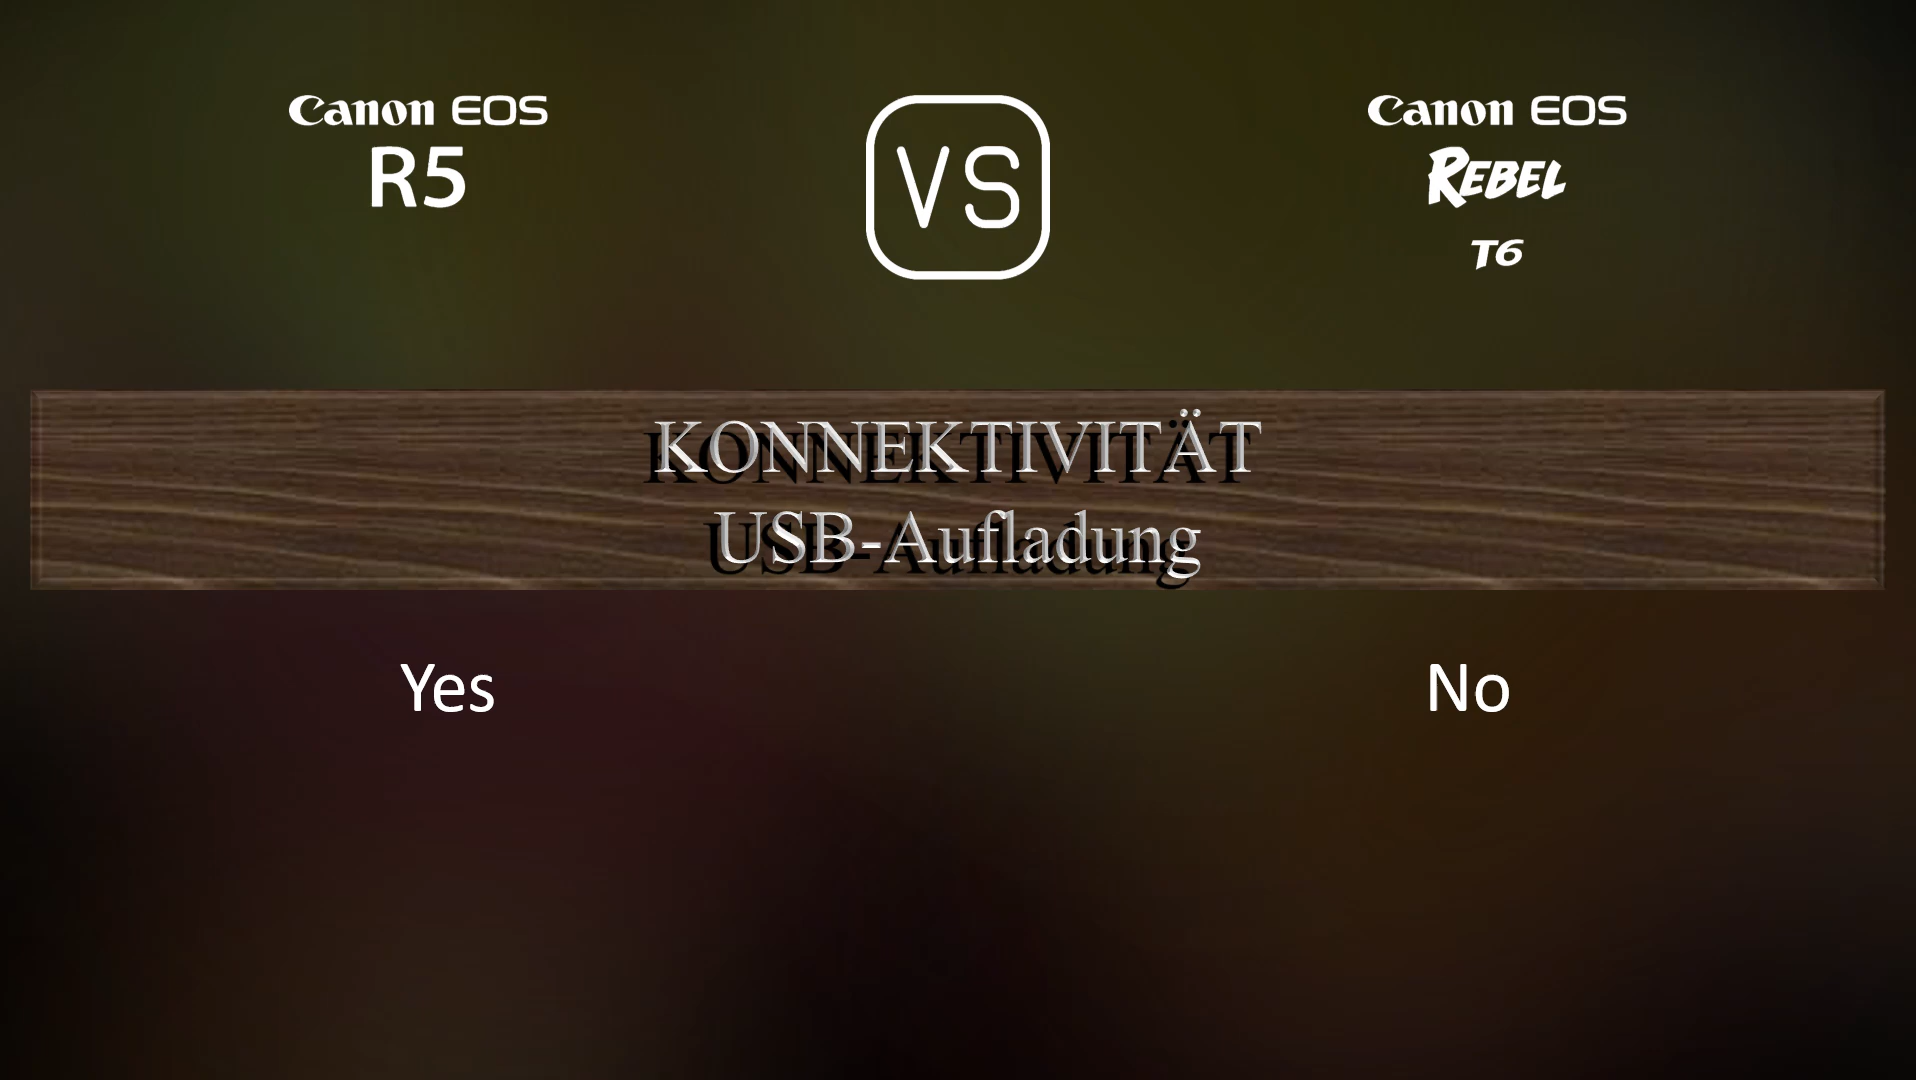 Canon EOS
R5
VS
Canon EOS
REBEL
T6
KONNEKTIVITÄT
USB-Aufladung
Yes
No